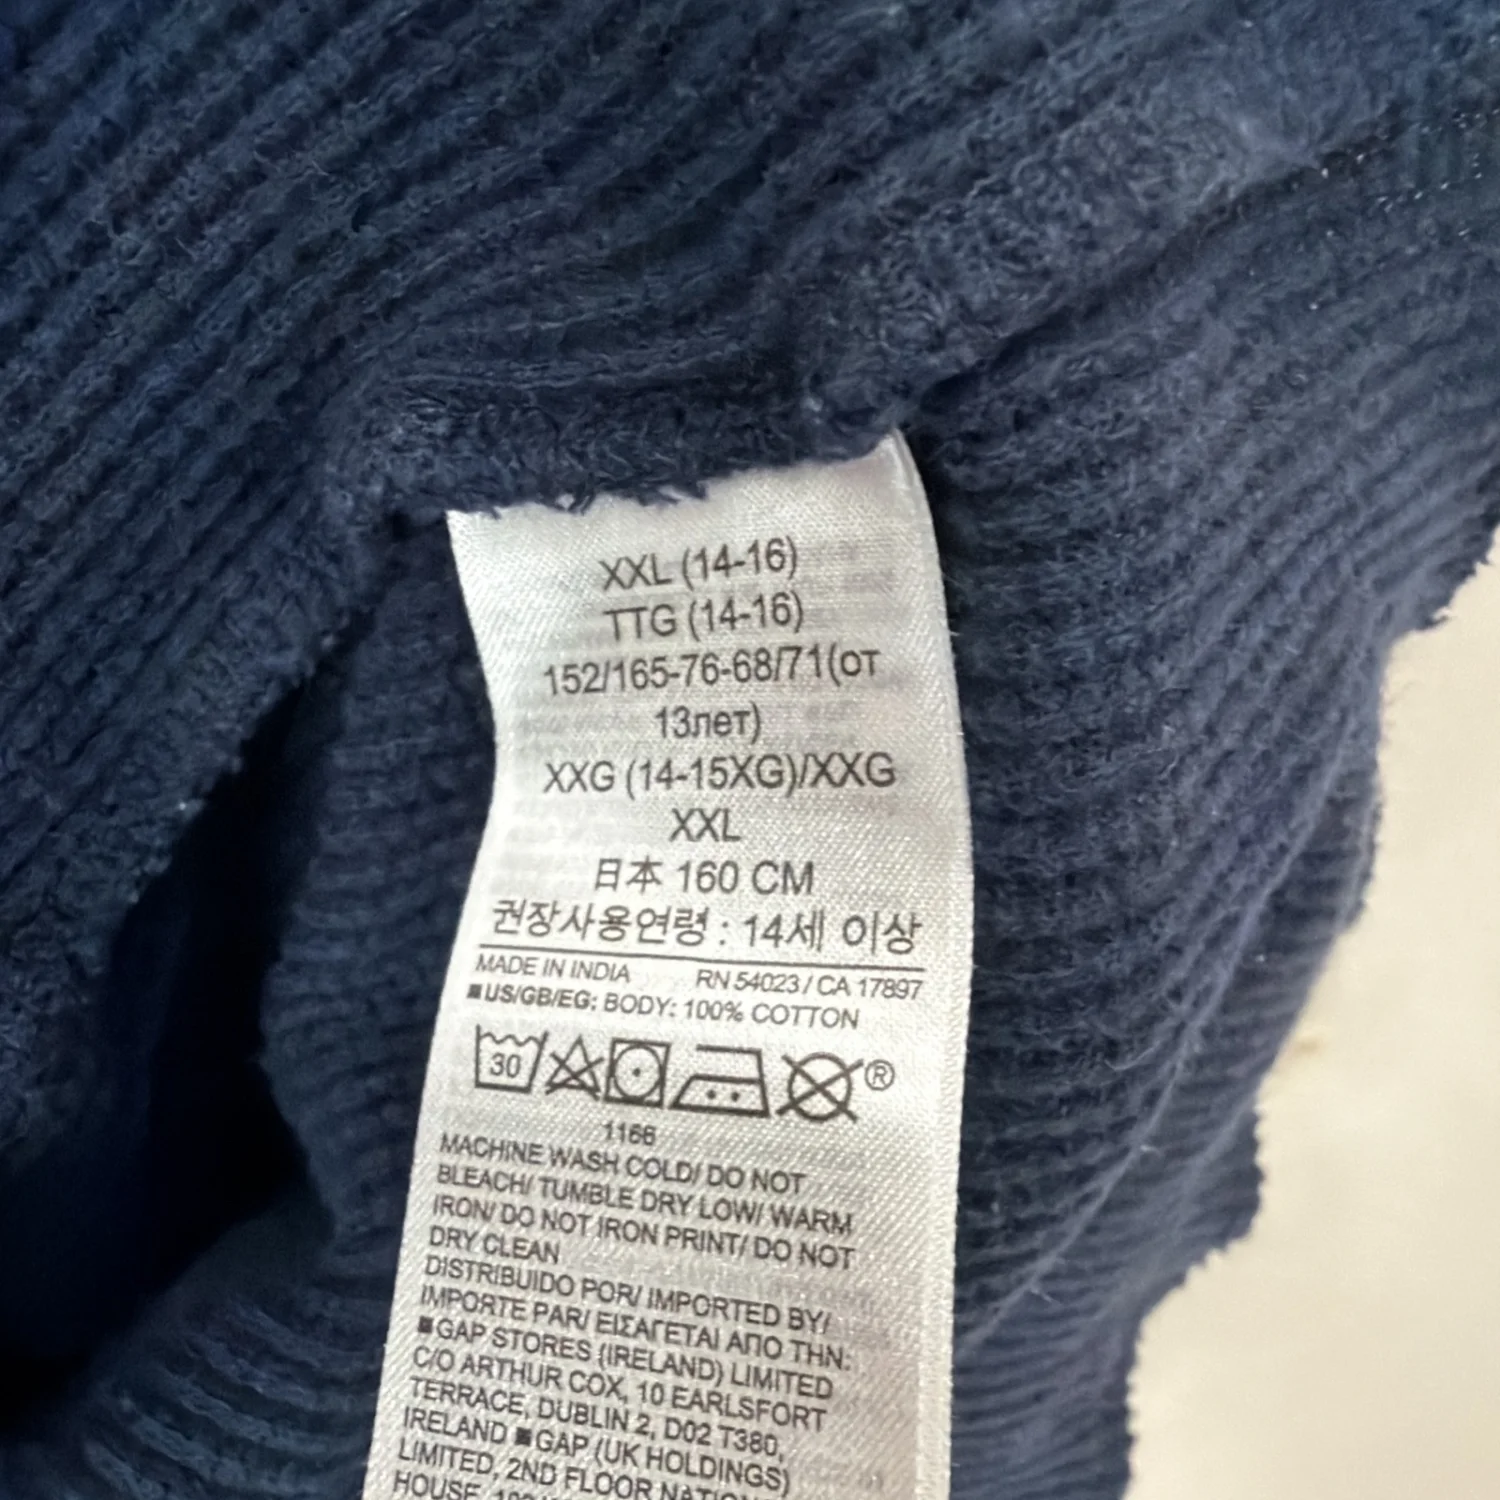 XXL (14-16)
TTG (14-16)
152/165-76-68/71(от
13лет)
XXG (14-15XG)/XXG
XXL
日本 160 CM
권장사용연령 : 14세 이상
MADE IN INDIA RN 54023 / CA 17897
■US/GB/EG: BODY: 100% COTTON
30 ®
1166
MACHINE WASH COLD/ DO NOT
BLEACH/ TUMBLE DRY LOW/ WARM
IRON/ DO NOT IRON PRINT/ DO NOT
DRY CLEAN
DISTRIBUIDO POR/ IMPORTED BY/
IMPORTE PAR/ ΕΙΣΑΓΕΤΑΙ ΑΠΟ ΤΗΝ:
■GAP STORES (IRELAND) LIMITED
C/O ARTHUR COX, 10 EARLSFORT
TERRACE, DUBLIN 2, D02 T380,
IRELAND ■GAP (UK HOLDINGS)
LIMITED, 2ND FLOOR
HOUSE,